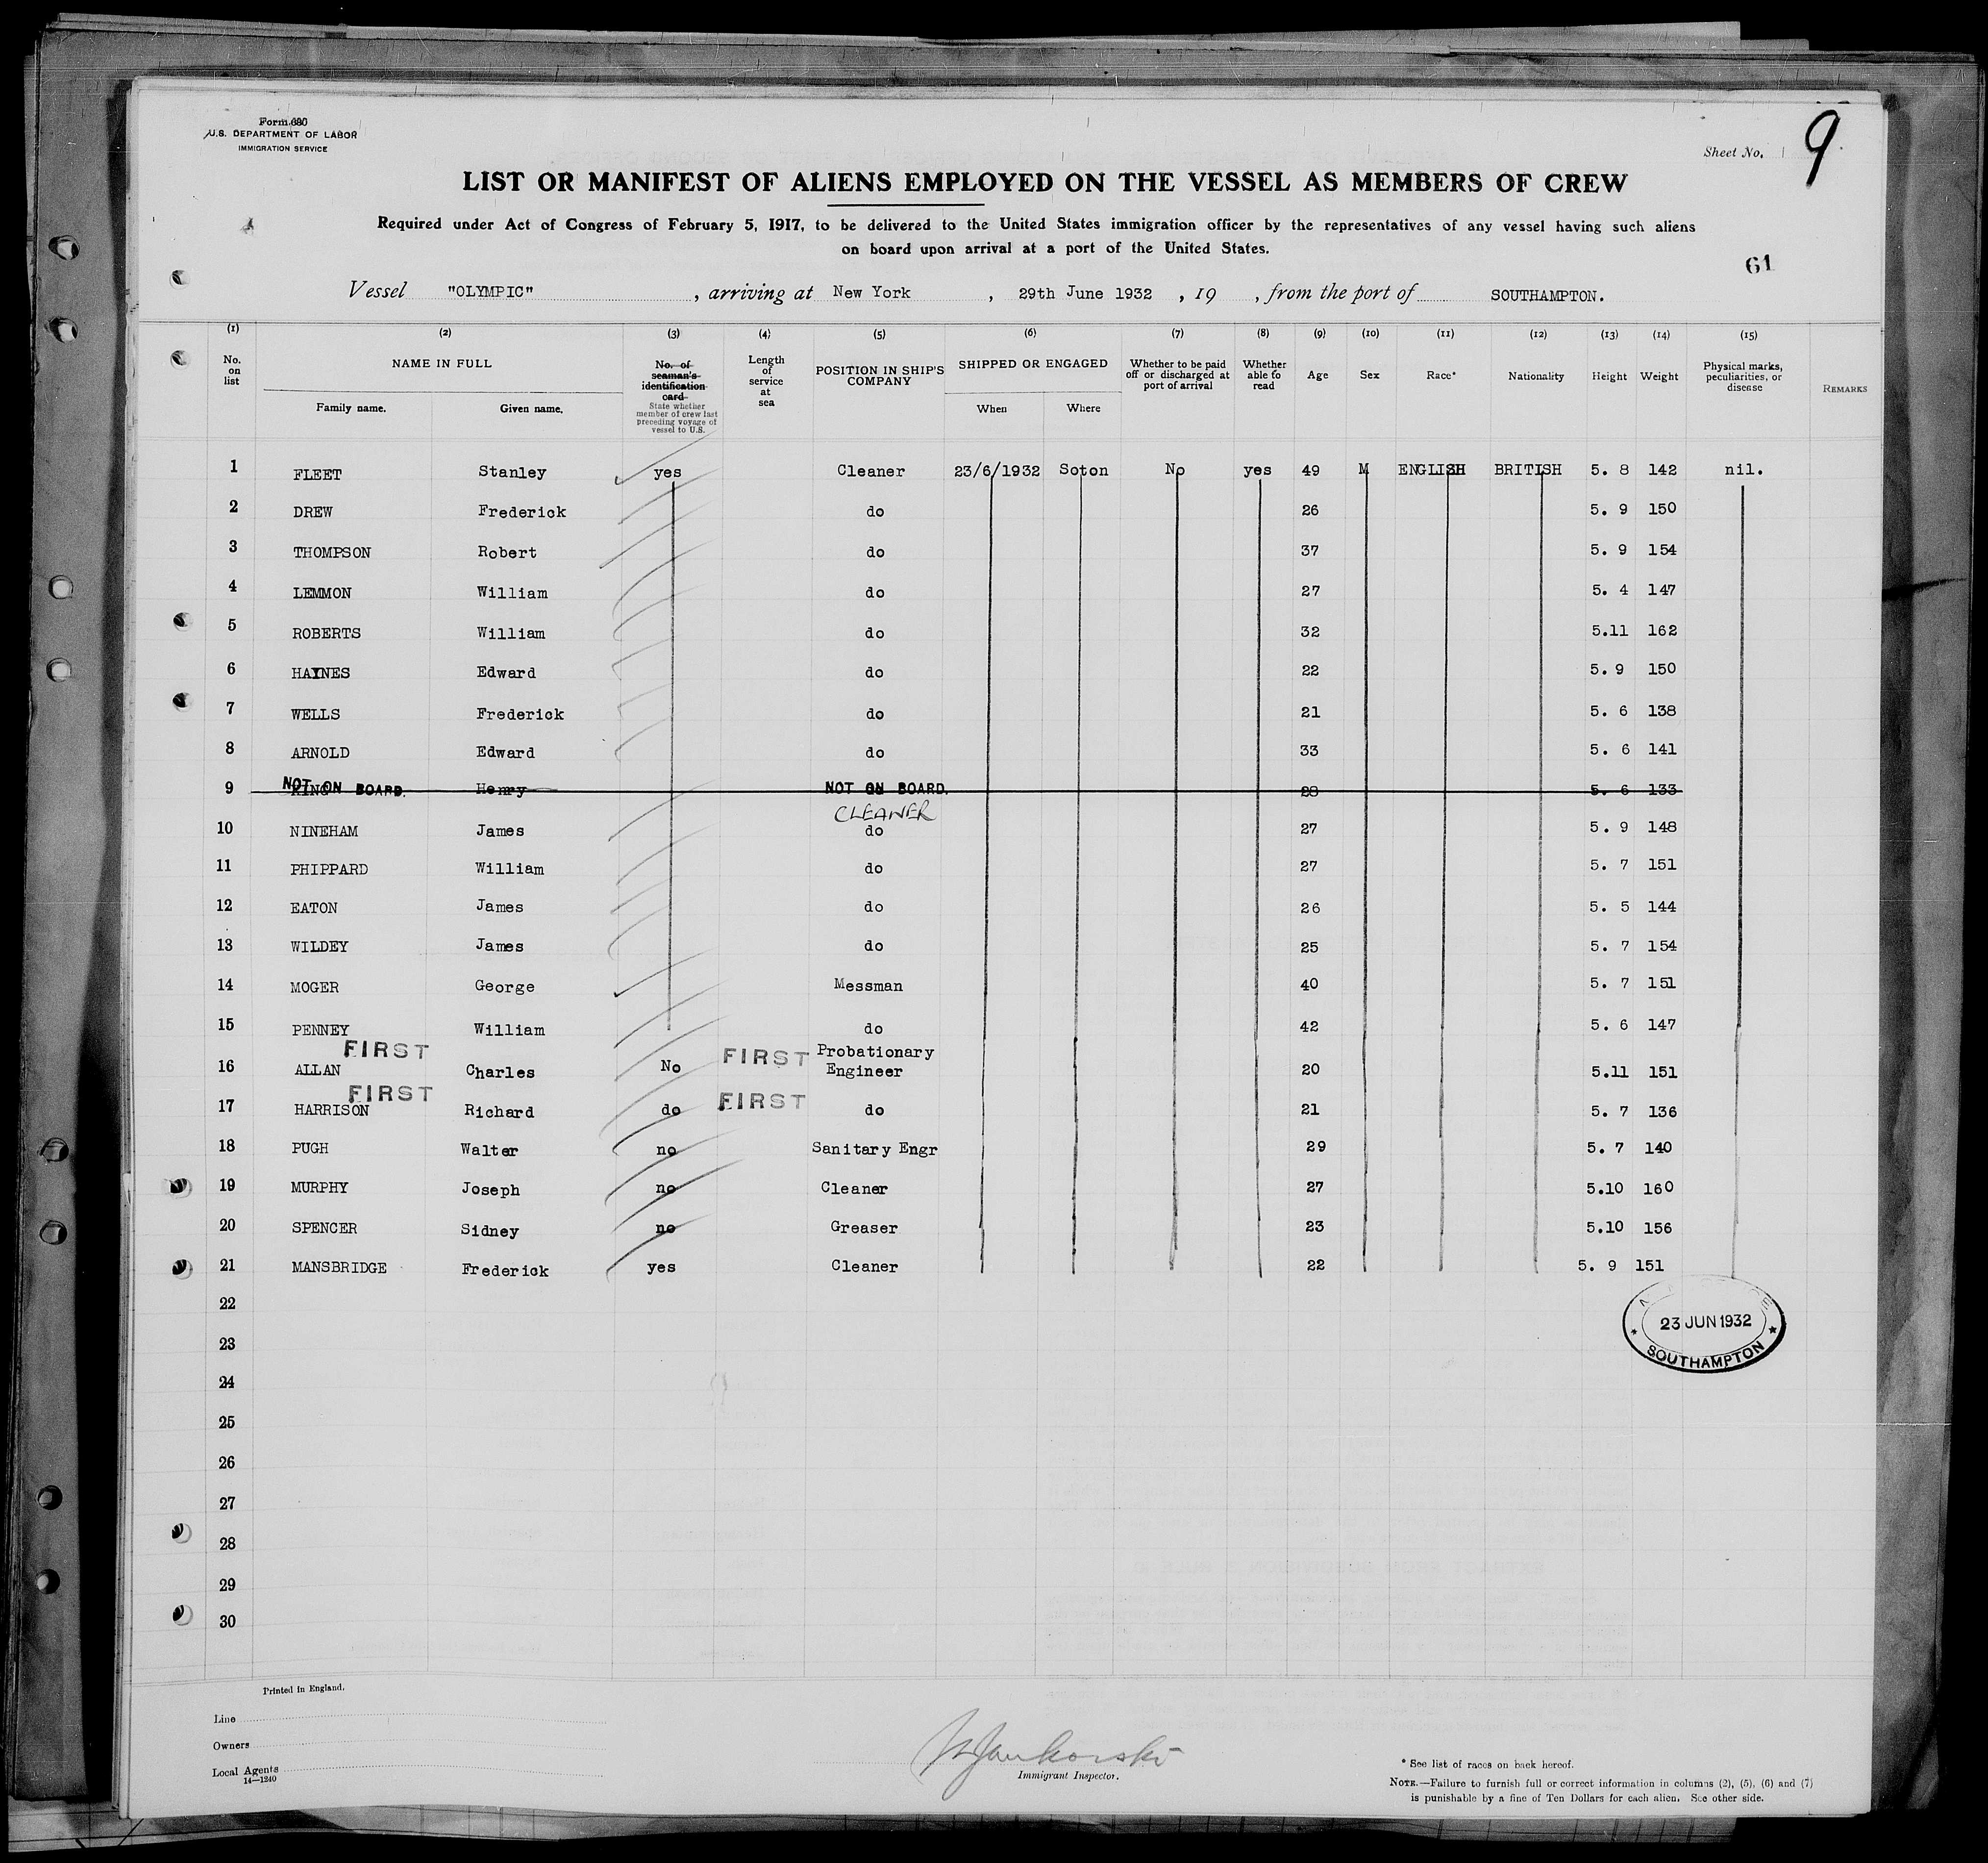 Form 680
U.S. DEPARTMENT OF LABOR
IMMIGRATION SERVICE
Sheet No. 9
LIST OR MANIFEST OF ALIENS EMPLOYED ON THE VESSEL AS MEMBERS OF CREW
Required under Act of Congress of February 5, 1917, to be delivered to the United States immigration officer by the representatives of any vessel having such aliens
on board upon arrival at a port of the United States.
61
Vessel "OLYMPIC" , arriving at New York , 29th June 1932 , 19 , from the port of SOUTHAMPTON.
(1) (2) (3) (4) (5) (6) (7) (8) (9) (10) (11) (12) (13) (14) (15)
No. on list
NAME IN FULL
Family name. Given name.
No. of seaman's identification card
State whether member of crew last preceding voyage of vessel to U.S.
Length of service at sea
POSITION IN SHIP'S COMPANY
SHIPPED OR ENGAGED
When Where
Whether to be paid off or discharged at port of arrival
Whether able to read
Age
Sex
Race*
Nationality
Height
Weight
Physical marks, peculiarities, or disease
REMARKS
1 FLEET Stanley yes Cleaner 23/6/1932 Soton No yes 49 M ENGLISH BRITISH 5. 8 142 nil.
2 DREW Frederick do 26 5. 9 150
3 THOMPSON Robert do 37 5. 9 154
4 LEMMON William do 27 5. 4 147
5 ROBERTS William do 32 5.11 162
6 HAYNES Edward do 22 5. 9 150
7 WELLS Frederick do 21 5. 6 138
8 ARNOLD Edward do 33 5. 6 141
9 KING NOT ON BOARD. Henry NOT ON BOARD. 28 5. 6 133
CLEANER
10 NINEHAM James do 27 5. 9 148
11 PHIPPARD William do 27 5. 7 151
12 EATON James do 26 5. 5 144
13 WILDEY James do 25 5. 7 154
14 MOGER George Messman 40 5. 7 151
15 PENNEY William do 42 5. 6 147
FIRST FIRST Probationary
16 ALLAN Charles No Engineer 20 5.11 151
FIRST FIRST
17 HARRISON Richard do do 21 5. 7 136
18 PUGH Walter no Sanitary Engr 29 5. 7 140
19 MURPHY Joseph no Cleaner 27 5.10 160
20 SPENCER Sidney no Greaser 23 5.10 156
21 MANSBRIDGE Frederick yes Cleaner 22 5. 9 151
22
23 JUN 1932
SOUTHAMPTON
23
24
25
26
27
28
29
30
Printed in England.
Line
Owners
Local Agents
14—1240
Immigrant Inspector.
* See list of races on back hereof.
NOTE.—Failure to furnish full or correct information in columns (2), (5), (6) and (7)
is punishable by a fine of Ten Dollars for each alien. See other side.